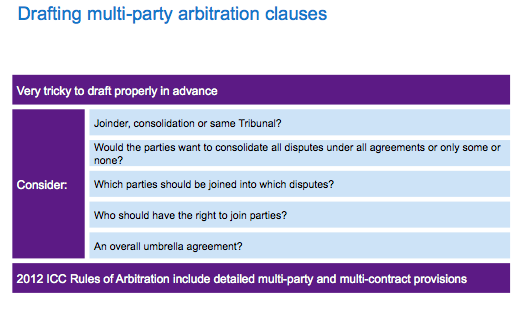 Drafting multi-party arbitration clauses
Very tricky to draft properly in advance
Consider:
Joinder, consolidation or same Tribunal?
Would the parties want to consolidate all disputes under all agreements or only some or
none?
Which parties should be joined into which disputes?
Who should have the right to join parties?
An overall umbrella agreement?
2012 ICC Rules of Arbitration include detailed multi-party and multi-contract provisions